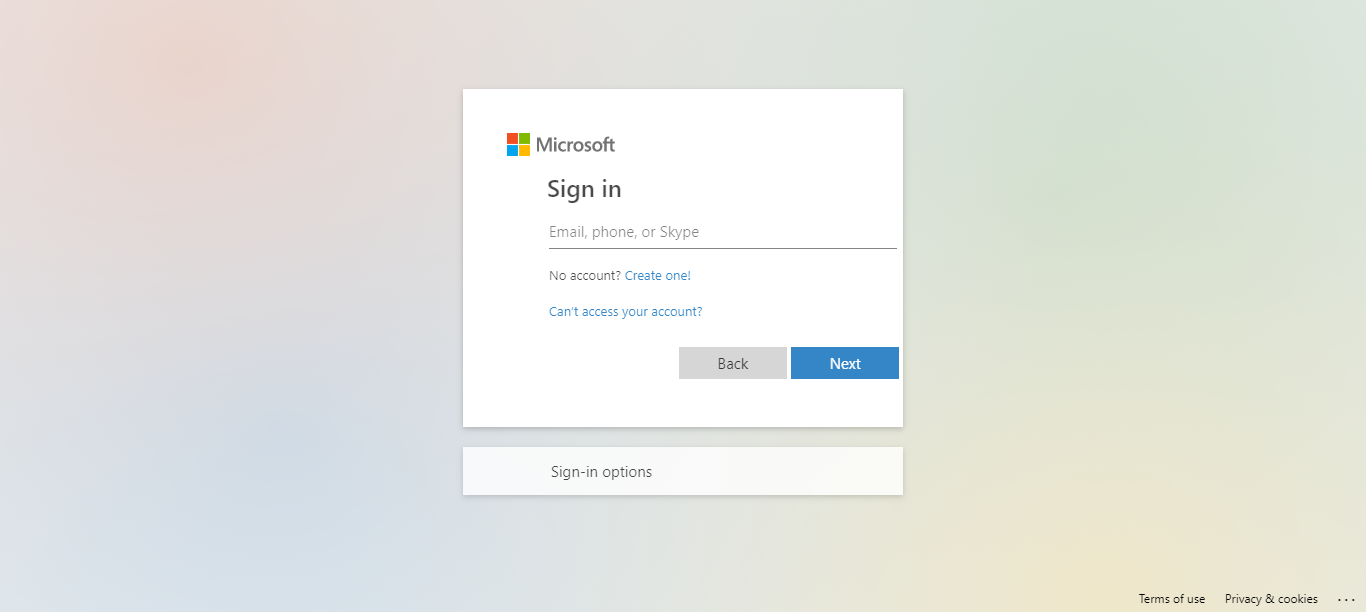 Microsoft
Sign in
Email, phone, or Skype
No account? Create one!
Can't access your account?
Back Next
Sign-in options
Terms of use Privacy & cookies ...